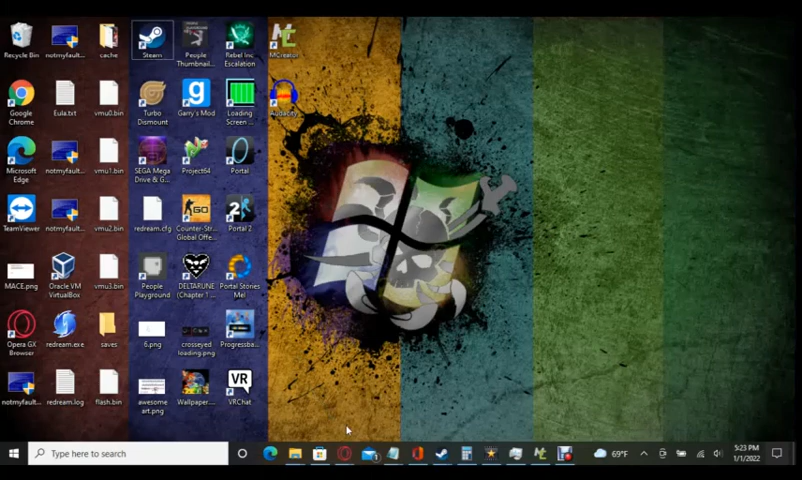 Recycle Bin
notmyfault...
cache
Steam
People
Thumbnail...
Rebel Inc
Escalation
MCreator
Google
Chrome
Eula.txt
vmu0.bin
Turbo
Dismount
Garry's Mod
Loading
Screen ...
Audacity
Microsoft
Edge
notmyfault...
vmu1.bin
SEGA Mega
Drive & G...
Project64
Portal
TeamViewer
notmyfault...
vmu2.bin
redream.cfg
Counter-Str...
Global Offe...
Portal 2
MACE.png
Oracle VM
VirtualBox
vmu3.bin
People
Playground
DELTARUNE
(Chapter 1 ...
Portal Stories
Mel
Opera GX
Browser
redream.exe
saves
6.png
crosseyed
loading.png
Progressba...
notmyfault...
redream.log
flash.bin
awesome
art.png
Wallpaper...
VR
VRChat
Type here to search
69°F
5:23 PM
1/1/2022